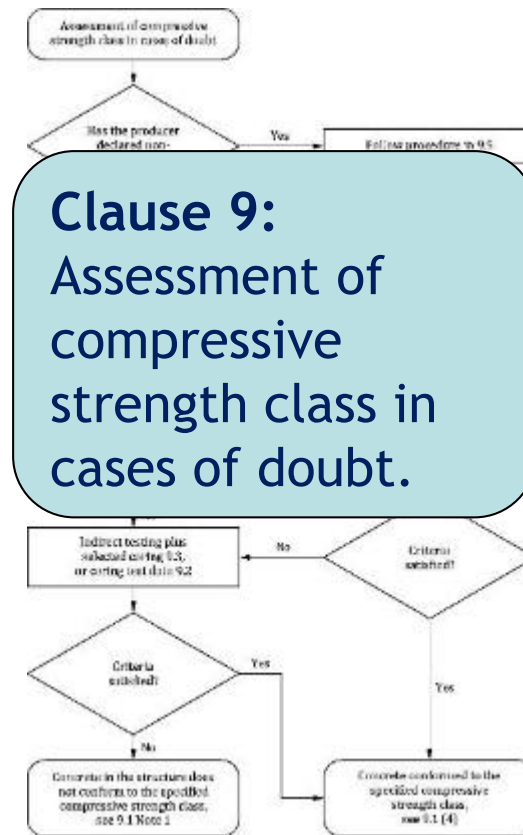 Assessment of compressive
strength class in cases of doubt
Has the producer
declared non-
Yes
Follow procedure in 9.5
Clause 9:
Assessment of
compressive
strength class in
cases of doubt.
Indirect testing plus
selected coring 9.3,
or coring test data 9.2
No
Criteria
satisfied?
Criteria
satisfied?
Yes
Yes
No
Concrete in the structure does
not conform to the specified
compressive strength class,
see 9.1 Note 1
Concrete conformed to the
specified compressive
strength class,
see 9.1 (4)